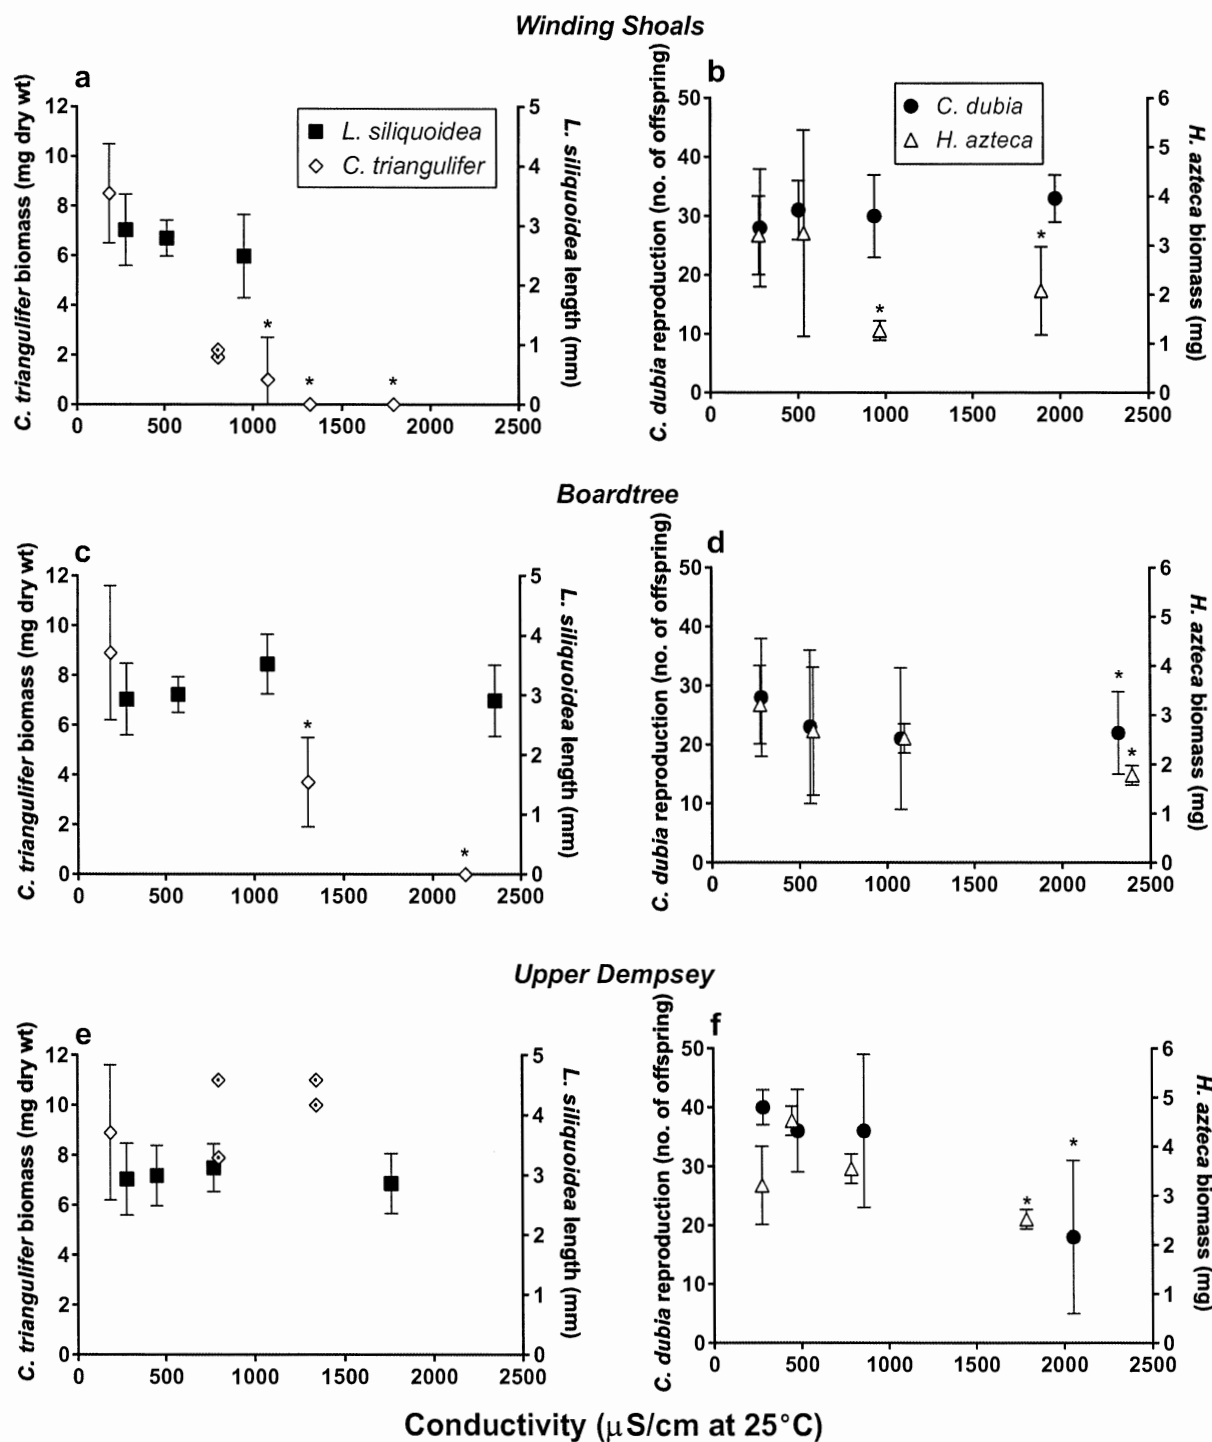 Winding Shoals
a
C. triangulifer biomass (mg dry wt)
12
10
8
6
4
2
0
L. siliquoidea
C. triangulifer
*
*
*
5
4
3
2
1
0
L. siliquoidea length (mm)
0 500 1000 1500 2000 2500
b
C. dubia reproduction (no. of offspring)
50
40
30
20
10
0
C. dubia
H. azteca
*
*
6
5
4
3
2
1
0
H. azteca biomass (mg)
0 500 1000 1500 2000 2500
Boardtree
c
C. triangulifer biomass (mg dry wt)
12
10
8
6
4
2
0
*
*
5
4
3
2
1
0
L. siliquoidea length (mm)
0 500 1000 1500 2000 2500
d
C. dubia reproduction (no. of offspring)
50
40
30
20
10
0
*
*
6
5
4
3
2
1
0
H. azteca biomass (mg)
0 500 1000 1500 2000 2500
Upper Dempsey
e
C. triangulifer biomass (mg dry wt)
12
10
8
6
4
2
0
5
4
3
2
1
0
L. siliquoidea length (mm)
0 500 1000 1500 2000 2500
f
C. dubia reproduction (no. of offspring)
50
40
30
20
10
0
*
*
6
5
4
3
2
1
0
H. azteca biomass (mg)
0 500 1000 1500 2000 2500
Conductivity (μS/cm at 25°C)